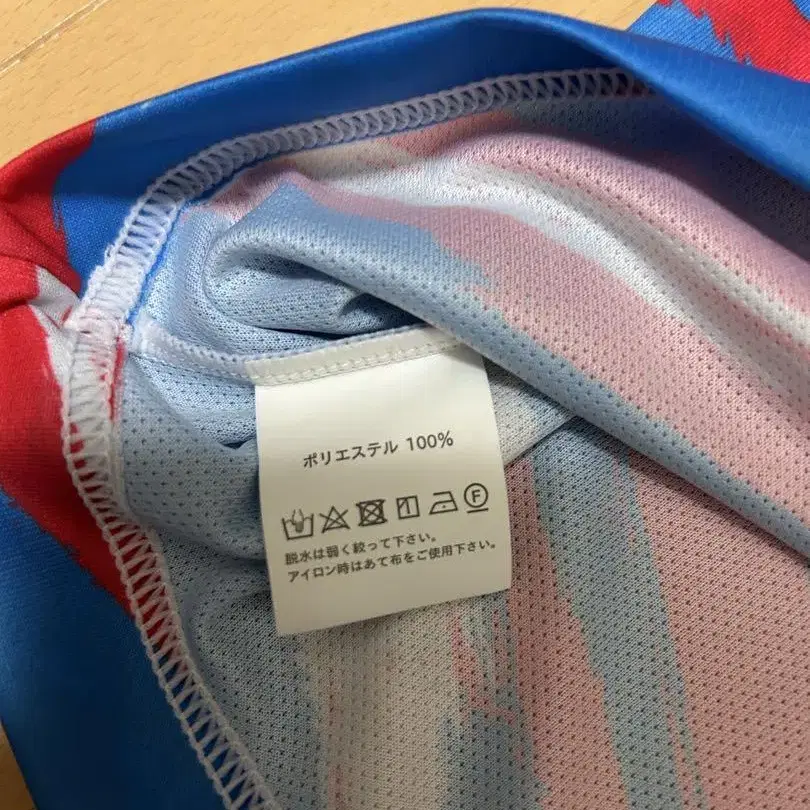 ポリエステル 100%
F
脱水は弱く絞って下さい。
アイロン時はあて布をご使用下さい。